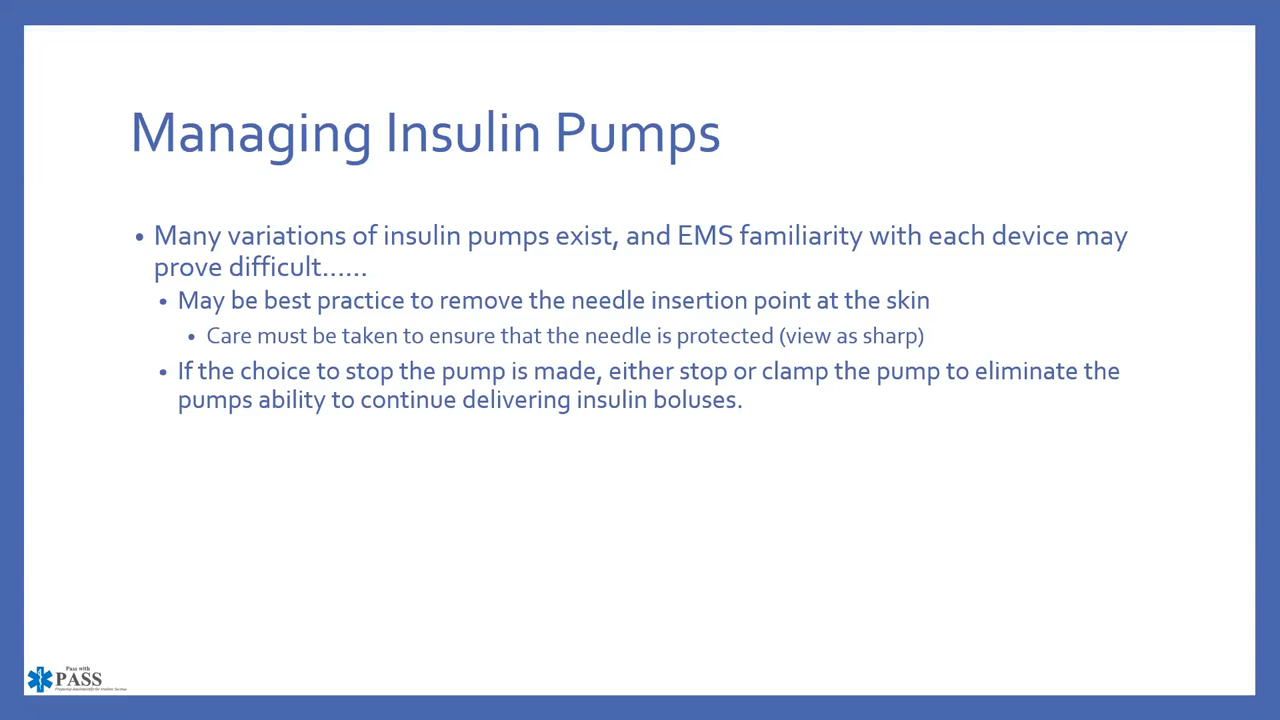 Managing Insulin Pumps
• Many variations of insulin pumps exist, and EMS familiarity with each device may
prove difficult……
• May be best practice to remove the needle insertion point at the skin
• Care must be taken to ensure that the needle is protected (view as sharp)
• If the choice to stop the pump is made, either stop or clamp the pump to eliminate the
pumps ability to continue delivering insulin boluses.
Pass with
PASS